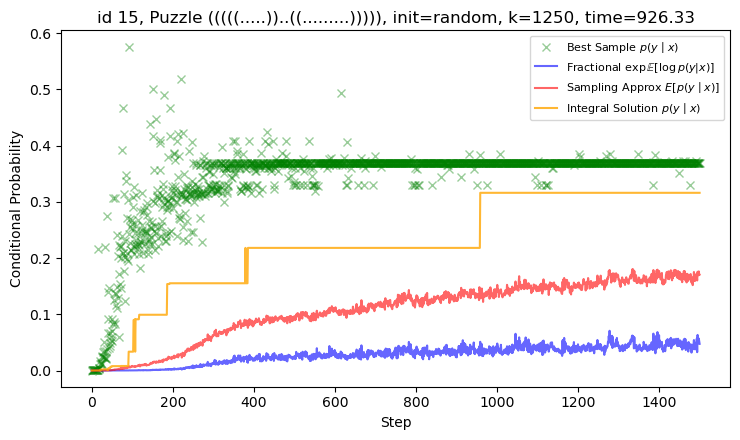 id 15, Puzzle (((((.....))..((.........))))), init=random, k=1250, time=926.33
Conditional Probability
0.6
0.5
0.4
0.3
0.2
0.1
0.0
Best Sample p(y | x)
Fractional exp𝔼[log p(y|x)]
Sampling Approx E[p(y | x)]
Integral Solution p(y | x)
0 200 400 600 800 1000 1200 1400
Step